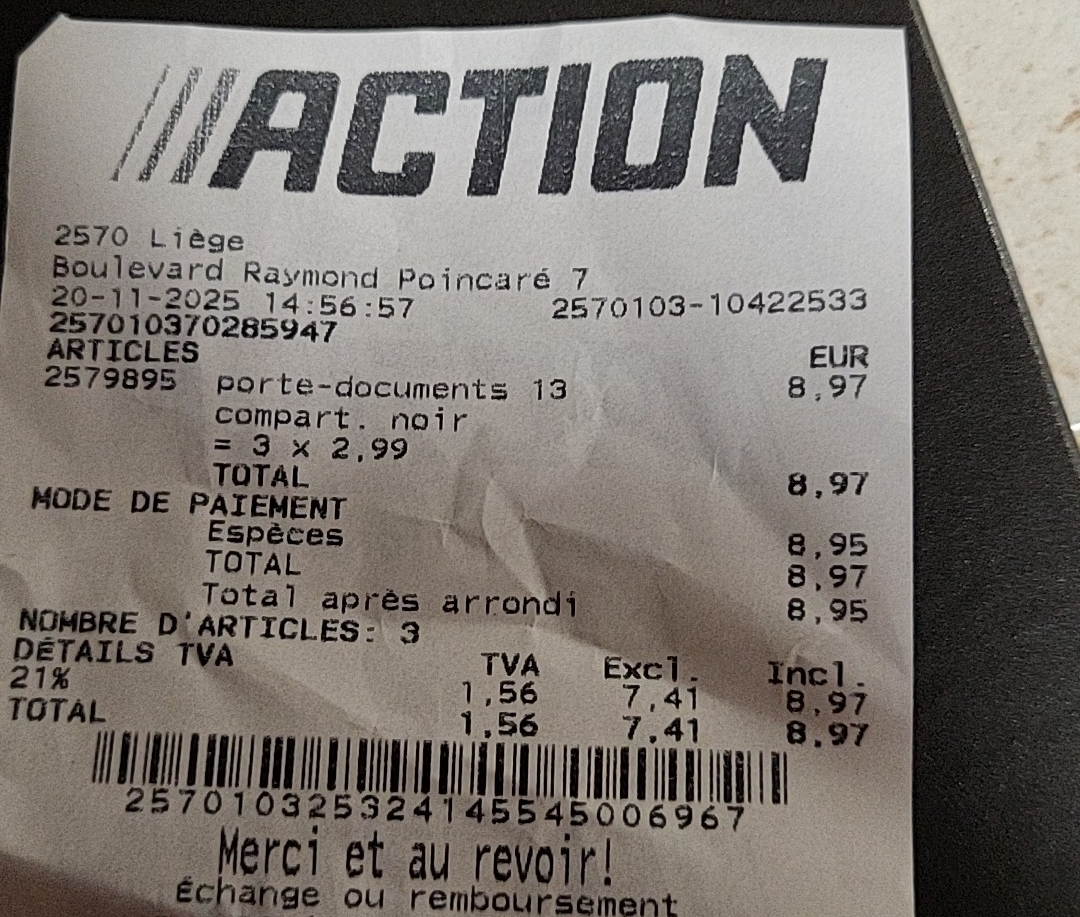 ACTION
2570 Liège
Boulevard Raymond Poincaré 7
20-11-2025 14:56:57 2570103-10422533
257010370285947
ARTICLES EUR
2579895 porte-documents 13 8,97
compart. noir
= 3 x 2,99
TOTAL 8,97
MODE DE PAIEMENT
Espèces 8,95
TOTAL 8,97
Total après arrondi 8,95
NOMBRE D'ARTICLES: 3
DÉTAILS TVA TVA Excl. Incl.
21% 1,56 7,41 8,97
TOTAL 1,56 7,41 8,97
257010325324145545006967
Merci et au revoir!
Échange ou remboursement